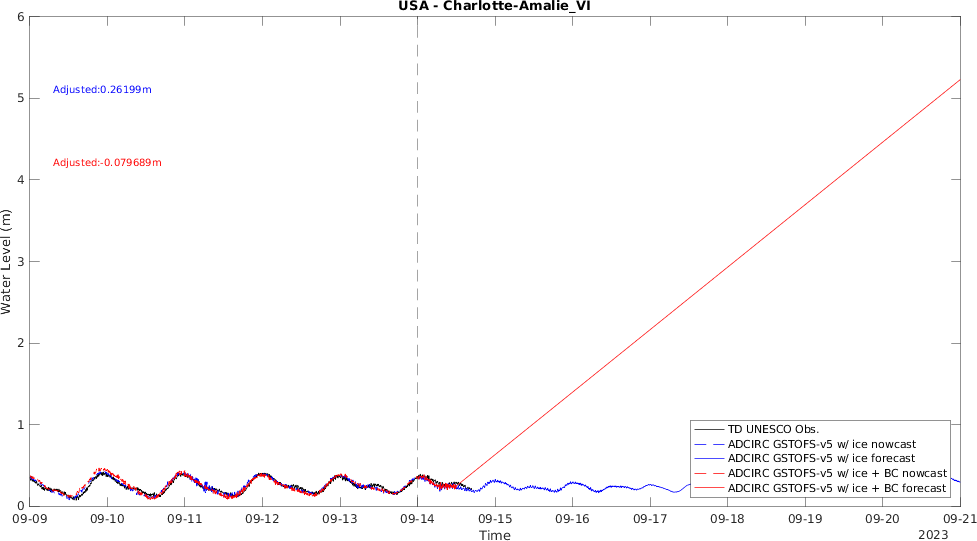 USA - Charlotte-Amalie_VI
6
5
4
3
2
1
0
Water Level (m)
Adjusted:0.26199m
Adjusted:-0.079689m
TD UNESCO Obs.
ADCIRC GSTOFS-v5 w/ ice nowcast
ADCIRC GSTOFS-v5 w/ ice forecast
ADCIRC GSTOFS-v5 w/ ice + BC nowcast
ADCIRC GSTOFS-v5 w/ ice + BC forecast
09-09 09-10 09-11 09-12 09-13 09-14 09-15 09-16 09-17 09-18 09-19 09-20 09-21
Time
2023